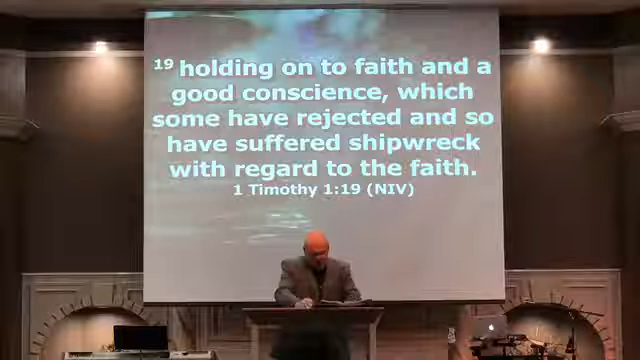 19 holding on to faith and a
good conscience, which
some have rejected and so
have suffered shipwreck
with regard to the faith.
1 Timothy 1:19 (NIV)